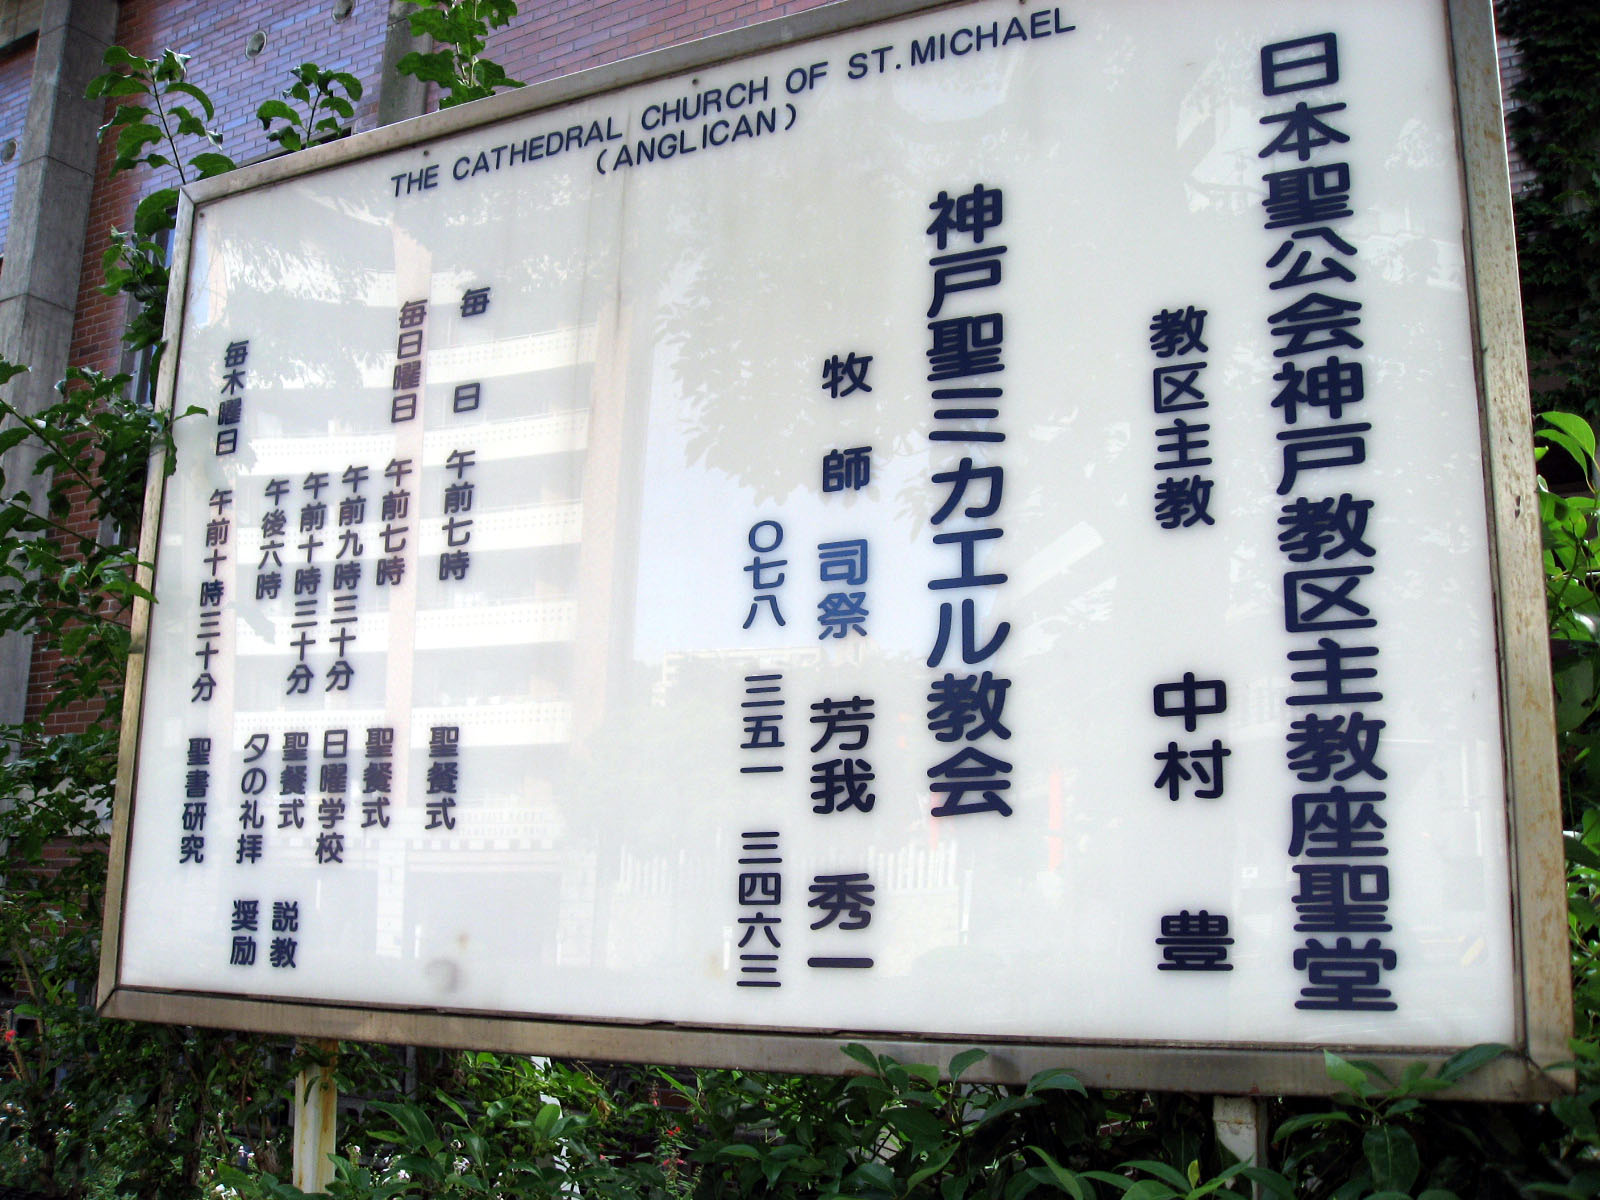 THE CATHEDRAL CHURCH OF ST. MICHAEL
(ANGLICAN)
日本聖公会神戸教区主教座聖堂
教区主教 中村 豊
神戸聖ミカエル教会
牧師 司祭 芳我 秀一
〇七八 三五一 三四六三
毎日 午前七時 聖餐式
毎日曜日 午前七時 聖餐式
午前九時三十分 日曜学校
午前十時三十分 聖餐式 説教
午後六時 夕の礼拝 奨励
毎木曜日 午前十時三十分 聖書研究